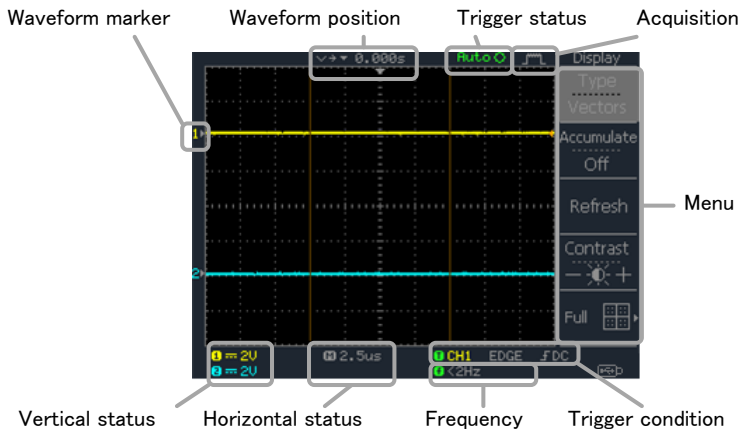 Waveform marker Waveform position Trigger status Acquisition
0.000s Auto Display
Type
Vectors
1
Accumulate
Off
Refresh
Menu
Contrast
2
Full
1 2V M 2.5us T CH1 EDGE DC
2 2V f <2Hz
Vertical status Horizontal status Frequency Trigger condition